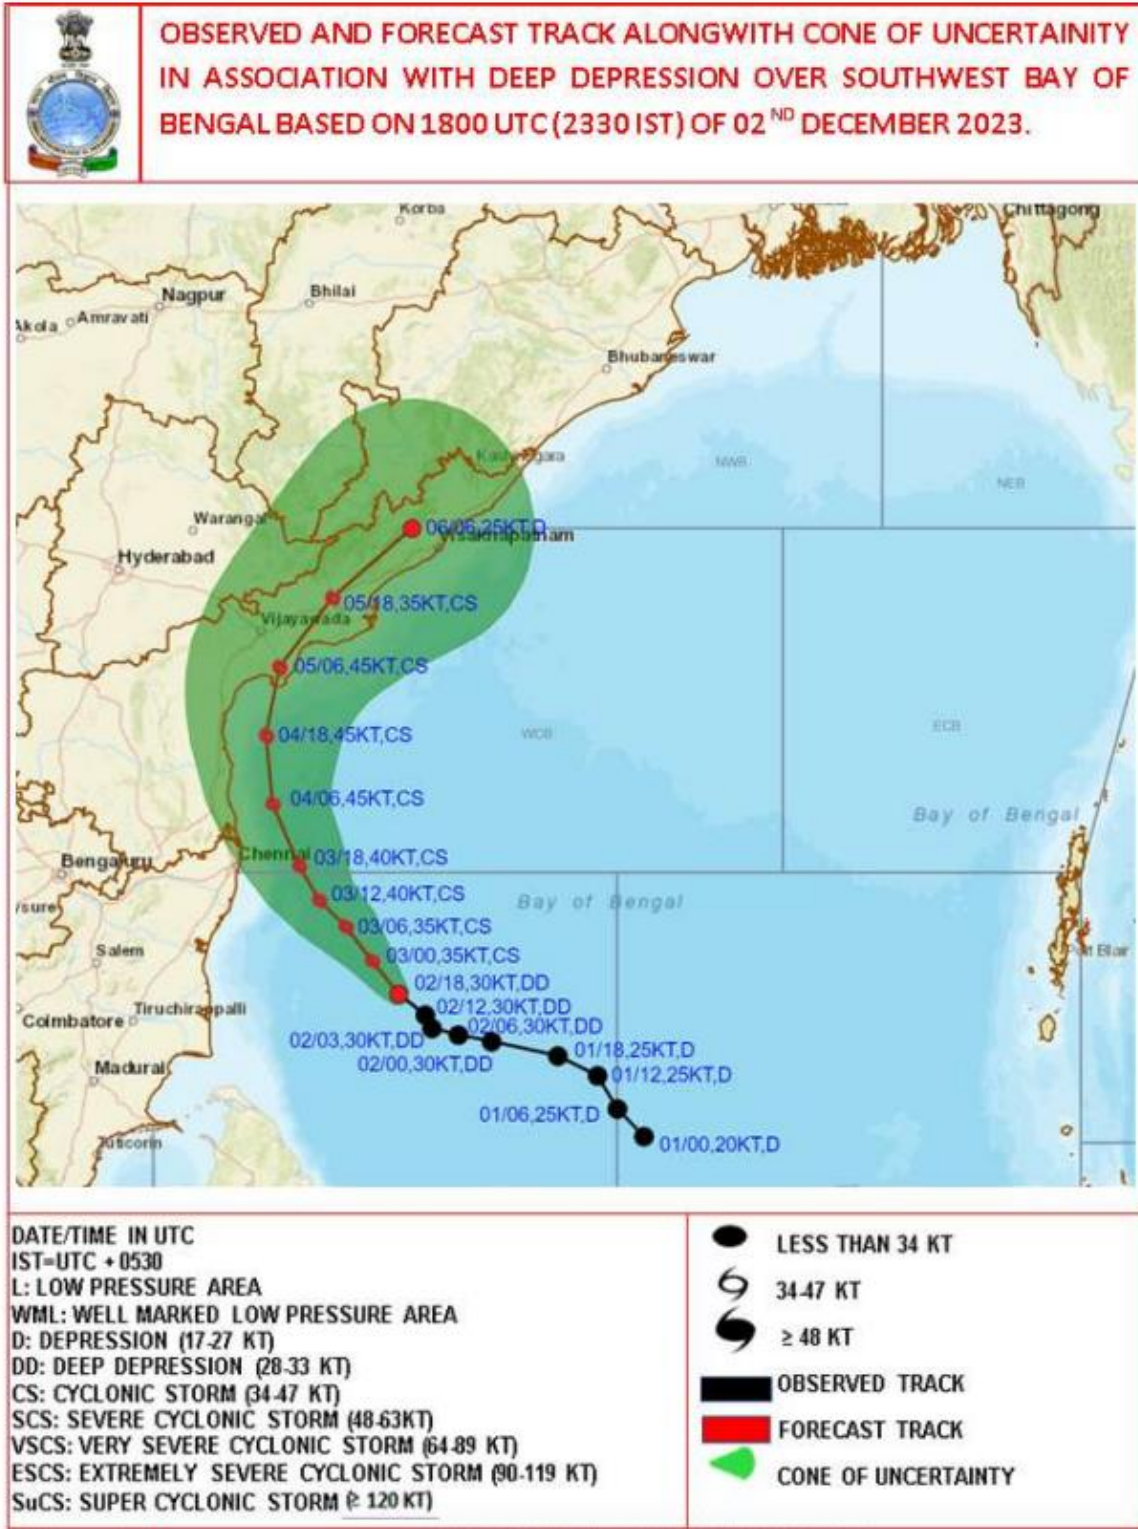 OBSERVED AND FORECAST TRACK ALONGWITH CONE OF UNCERTAINITY
IN ASSOCIATION WITH DEEP DEPRESSION OVER SOUTHWEST BAY OF
BENGAL BASED ON 1800 UTC (2330 IST) OF 02 ND DECEMBER 2023.
Korba
Chittagong
Nagpur
Bhilai
Akola
Amravati
Bhubaneswar
NWB
NEB
Warangal
06/06,25KT,D
Hyderabad
05/18,35KT,CS
Vijayawada
05/06,45KT,CS
04/18,45KT,CS
WCB
ECB
04/06,45KT,CS
Bay of Bengal
Chennai
03/18,40KT,CS
Bengaluru
03/12,40KT,CS
Bay of Bengal
ysure
03/06,35KT,CS
Salem
03/00,35KT,CS
Port Blair
02/18,30KT,DD
Tiruchirappalli
02/12,30KT,DD
Coimbatore
02/06,30KT,DD
02/03,30KT,DD
01/18,25KT,D
02/00,30KT,DD
Madurai
01/12,25KT,D
01/06,25KT,D
Tuticorin
01/00,20KT,D
DATE/TIME IN UTC
IST=UTC + 0530
L: LOW PRESSURE AREA
WML: WELL MARKED LOW PRESSURE AREA
D: DEPRESSION (17-27 KT)
DD: DEEP DEPRESSION (28-33 KT)
CS: CYCLONIC STORM (34-47 KT)
SCS: SEVERE CYCLONIC STORM (48-63KT)
VSCS: VERY SEVERE CYCLONIC STORM (64-89 KT)
ESCS: EXTREMELY SEVERE CYCLONIC STORM (90-119 KT)
SuCS: SUPER CYCLONIC STORM (≥ 120 KT)
LESS THAN 34 KT
34-47 KT
≥ 48 KT
OBSERVED TRACK
FORECAST TRACK
CONE OF UNCERTAINTY